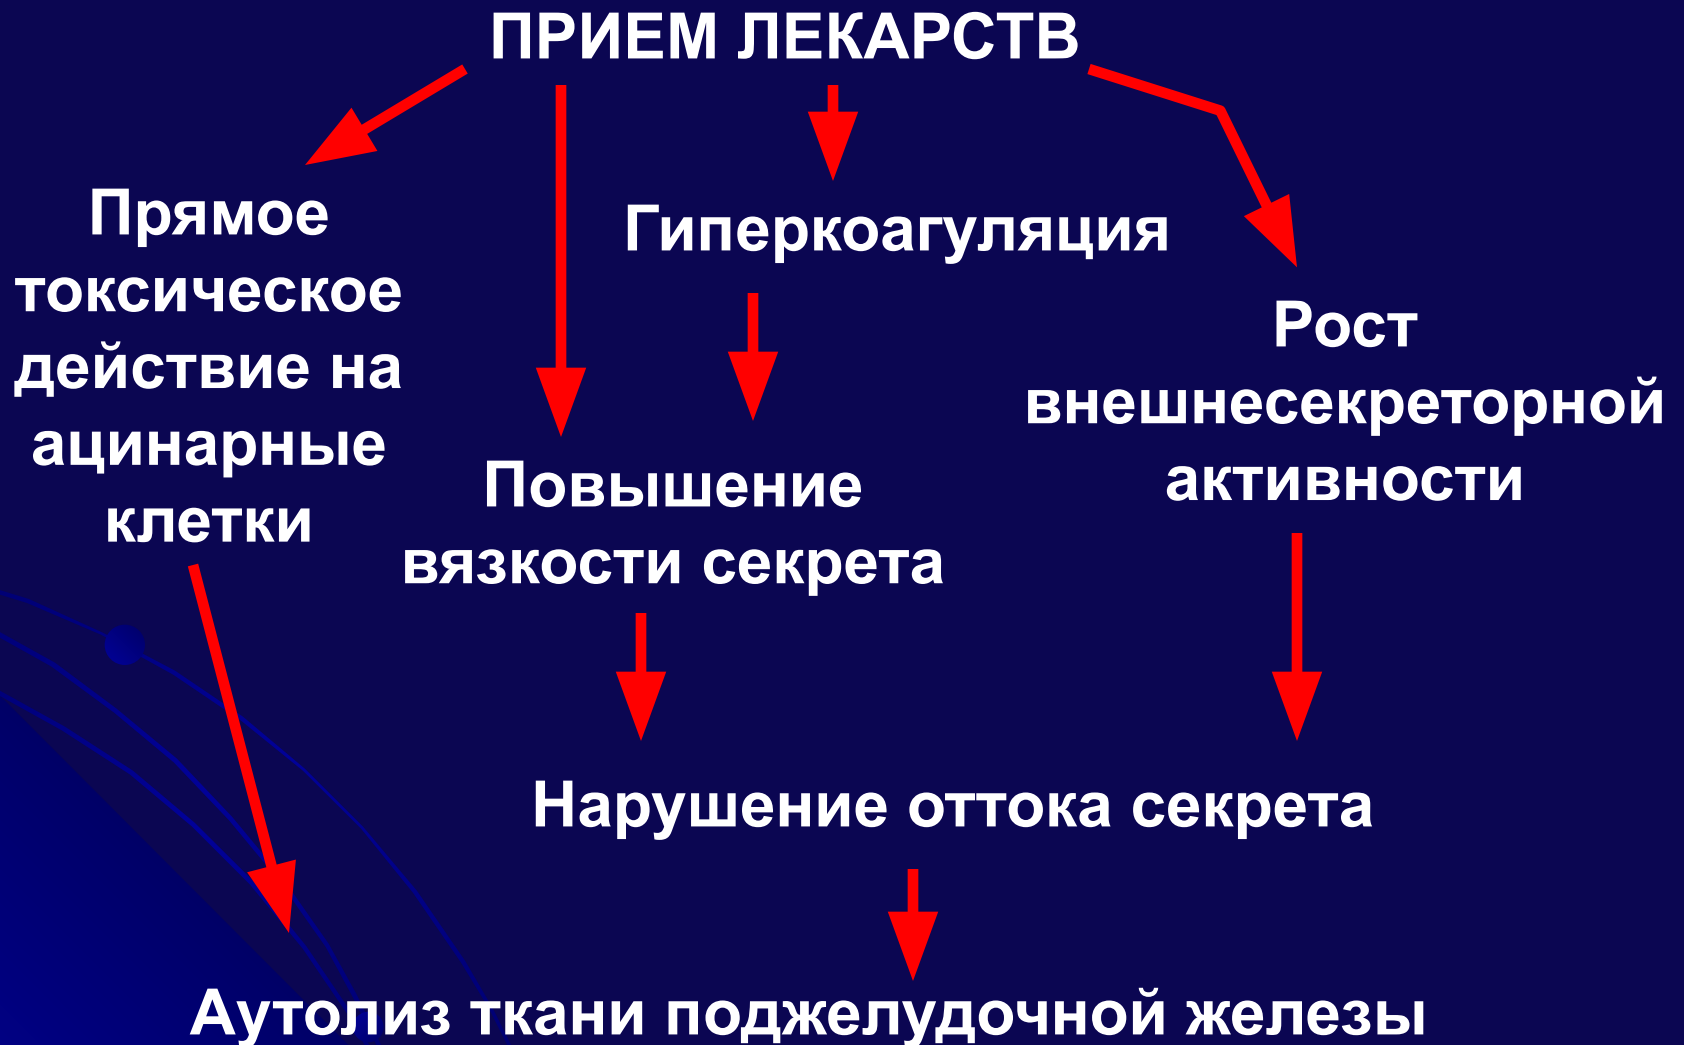 ПРИЕМ ЛЕКАРСТВ
Прямое
токсическое
действие на
ацинарные
клетки
Гиперкоагуляция
Повышение
вязкости секрета
Рост
внешнесекреторной
активности
Нарушение оттока секрета
Аутолиз ткани поджелудочной железы